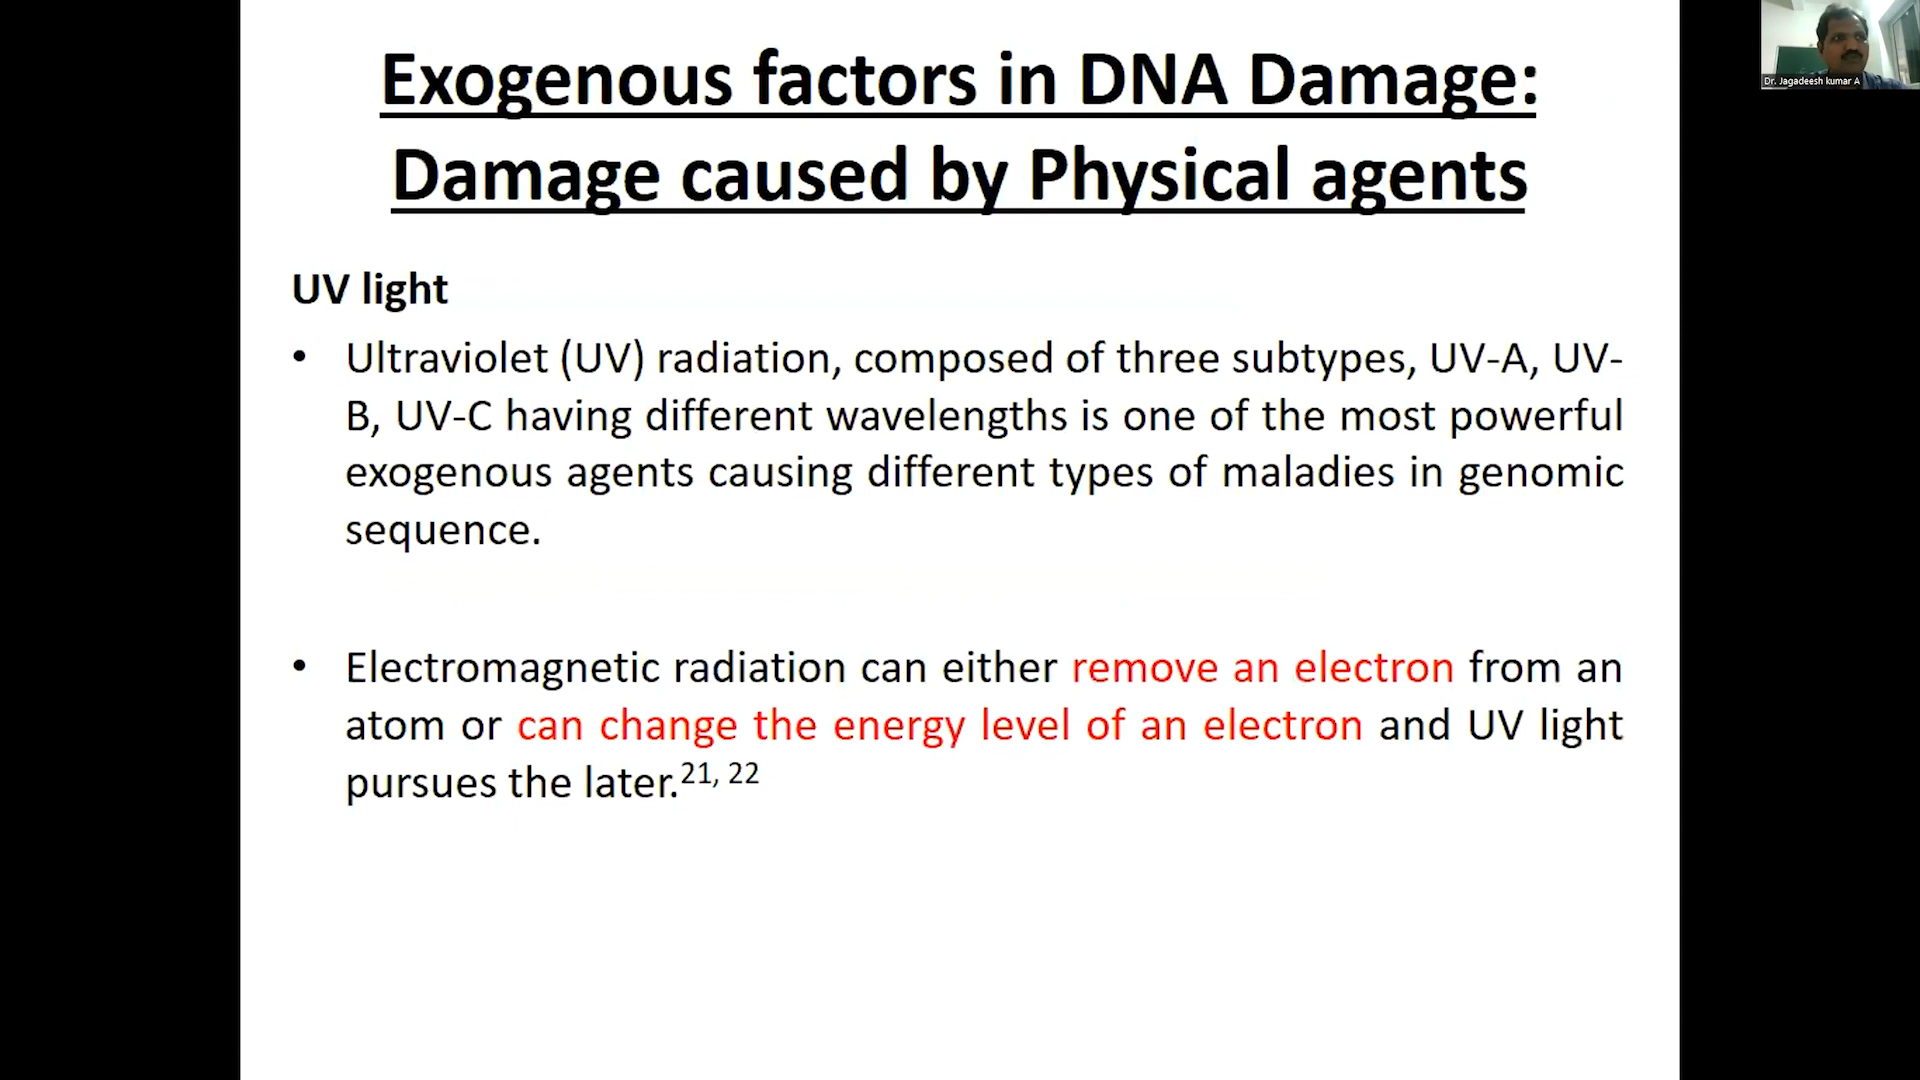 Exogenous factors in DNA Damage:
Damage caused by Physical agents
Dr. Jagadeesh kumar A
UV light
• Ultraviolet (UV) radiation, composed of three subtypes, UV-A, UV-
B, UV-C having different wavelengths is one of the most powerful
exogenous agents causing different types of maladies in genomic
sequence.
• Electromagnetic radiation can either remove an electron from an
atom or can change the energy level of an electron and UV light
pursues the later.21, 22